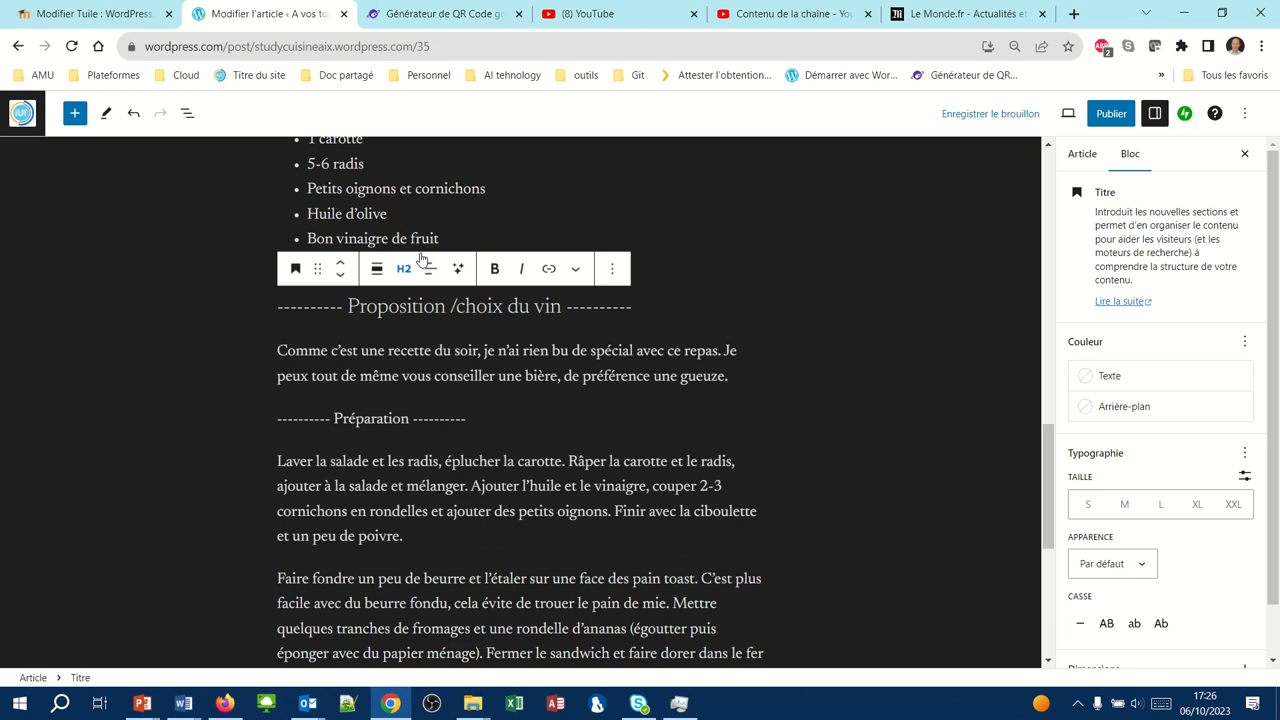 Modifier Tuile : WordPress.
Modifier l'article ‹ A vos to
Générateur de QR Code gr
(8) YouTube
Contenu de la chaîne - You
Le Monde.fr - Actualités et
wordpress.com/post/studycuisineaix.wordpress.com/35
AMU
Plateformes
Cloud
Titre du site
Doc partagé
Personnel
AI tehnology
outils
Git
Attester l'obtention...
Démarrer avec Wor...
Générateur de QR...
»
Tous les favoris
Enregistrer le brouillon
Publier
1 carotte
5-6 radis
Petits oignons et cornichons
Huile d'olive
Bon vinaigre de fruit
H2
B
I
---------- Proposition /choix du vin ----------
Comme c'est une recette du soir, je n'ai rien bu de spécial avec ce repas. Je
peux tout de même vous conseiller une bière, de préférence une gueuze.
---------- Préparation ----------
Laver la salade et les radis, éplucher la carotte. Râper la carotte et le radis,
ajouter à la salade et mélanger. Ajouter l'huile et le vinaigre, couper 2-3
cornichons en rondelles et ajouter des petits oignons. Finir avec la ciboulette
et un peu de poivre.
Faire fondre un peu de beurre et l'étaler sur une face des pain toast. C'est plus
facile avec du beurre fondu, cela évite de trouer le pain de mie. Mettre
quelques tranches de fromages et une rondelle d'ananas (égoutter puis
éponger avec du papier ménage). Fermer le sandwich et faire dorer dans le fer
Article
Bloc
Titre
Introduit les nouvelles sections et
permet d'en organiser le contenu
pour aider les visiteurs (et les
moteurs de recherche) à
comprendre la structure de votre
contenu.
Lire la suite
Couleur
Texte
Arrière-plan
Typographie
TAILLE
S M L XL XXL
APPARENCE
Par défaut
CASSE
– AB ab Ab
Article > Titre
17:26
06/10/2023